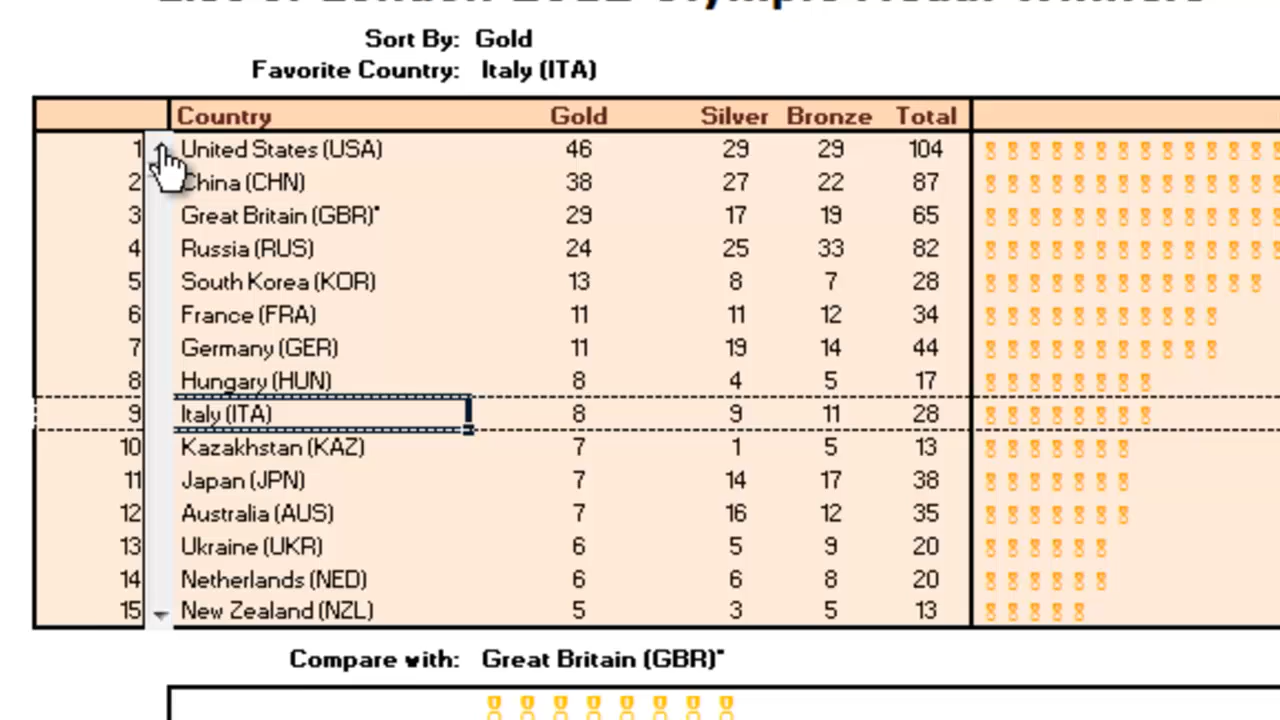 Sort By: Gold
Favorite Country: Italy (ITA)
Country Gold Silver Bronze Total
1 United States (USA) 46 29 29 104
2 China (CHN) 38 27 22 87
3 Great Britain (GBR)* 29 17 19 65
4 Russia (RUS) 24 25 33 82
5 South Korea (KOR) 13 8 7 28
6 France (FRA) 11 11 12 34
7 Germany (GER) 11 19 14 44
8 Hungary (HUN) 8 4 5 17
9 Italy (ITA) 8 9 11 28
10 Kazakhstan (KAZ) 7 1 5 13
11 Japan (JPN) 7 14 17 38
12 Australia (AUS) 7 16 12 35
13 Ukraine (UKR) 6 5 9 20
14 Netherlands (NED) 6 6 8 20
15 New Zealand (NZL) 5 3 5 13
Compare with: Great Britain (GBR)*